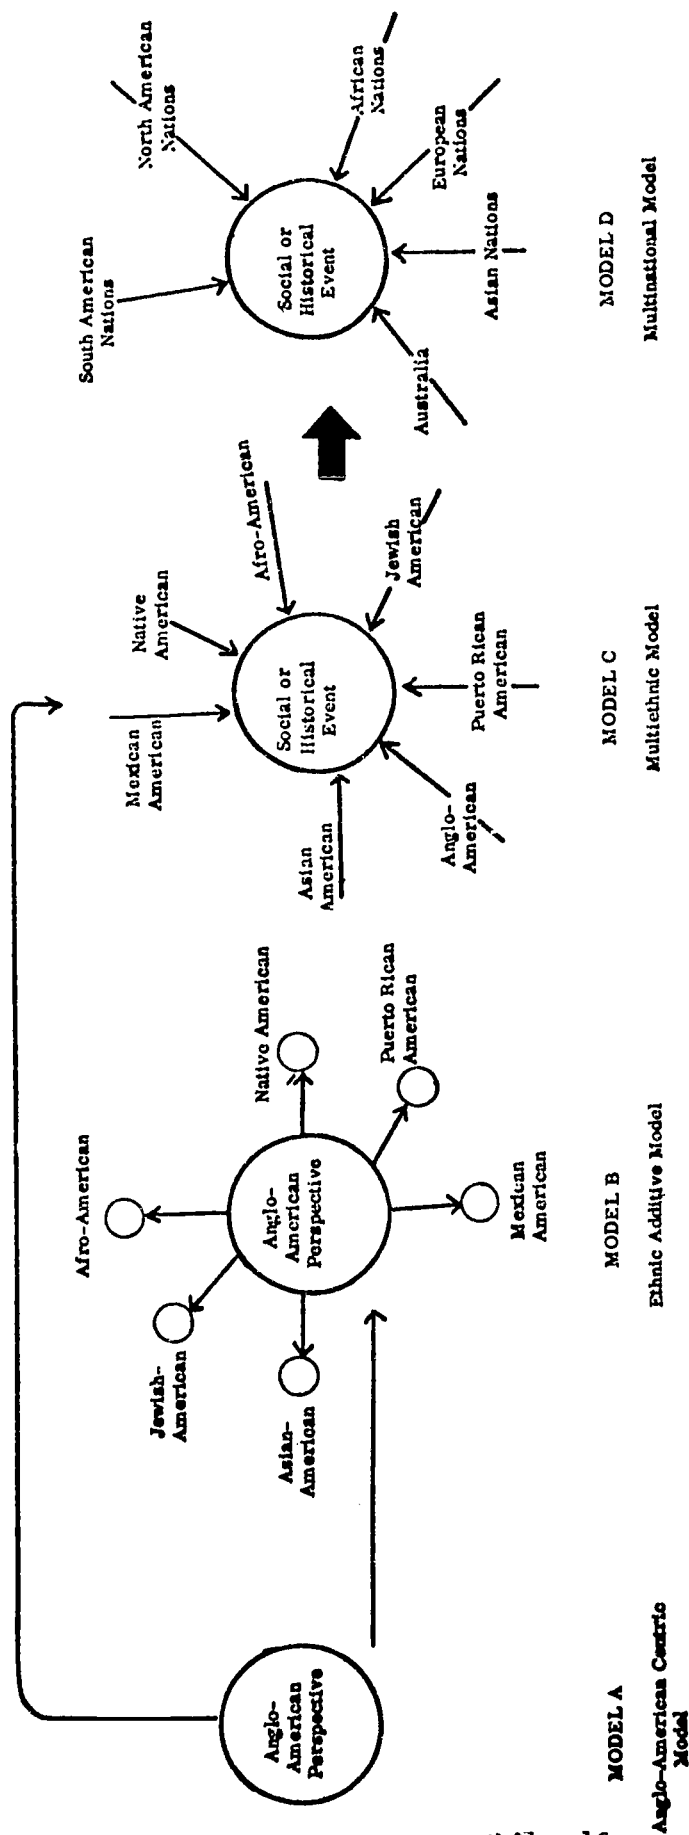 Anglo-
American
Perspective
MODEL A
Anglo-American Centric
Model
Afro-American
Jewish-
American
Asian-
American
Anglo-
American
Perspective
Native American
Puerto Rican
American
Mexican
American
MODEL B
Ethnic Additive Model
Mexican
American
Native
American
Afro-American
Asian
American
Social or
Historical
Event
Jewish
American
Anglo-
American
Puerto Rican
American
MODEL C
Multiethnic Model
South American
Nations
North American
Nations
African
Nations
Social or
Historical
Event
European
Nations
Australia
Asian Nations
MODEL D
Multinational Model